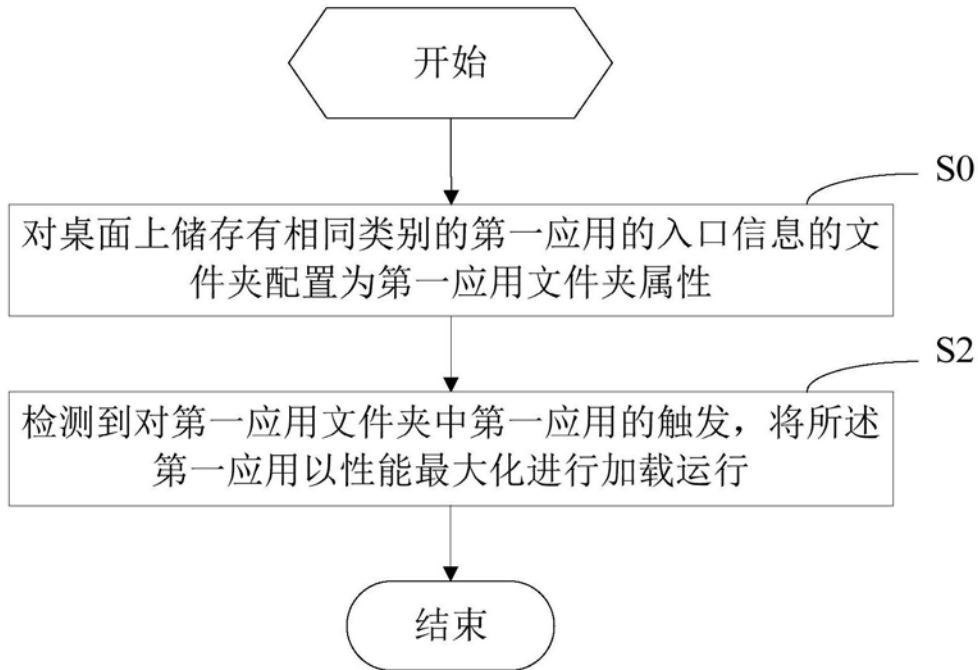 开始
S0
对桌面上储存有相同类别的第一应用的入口信息的文
件夹配置为第一应用文件夹属性
S2
检测到对第一应用文件夹中第一应用的触发，将所述
第一应用以性能最大化进行加载运行
结束